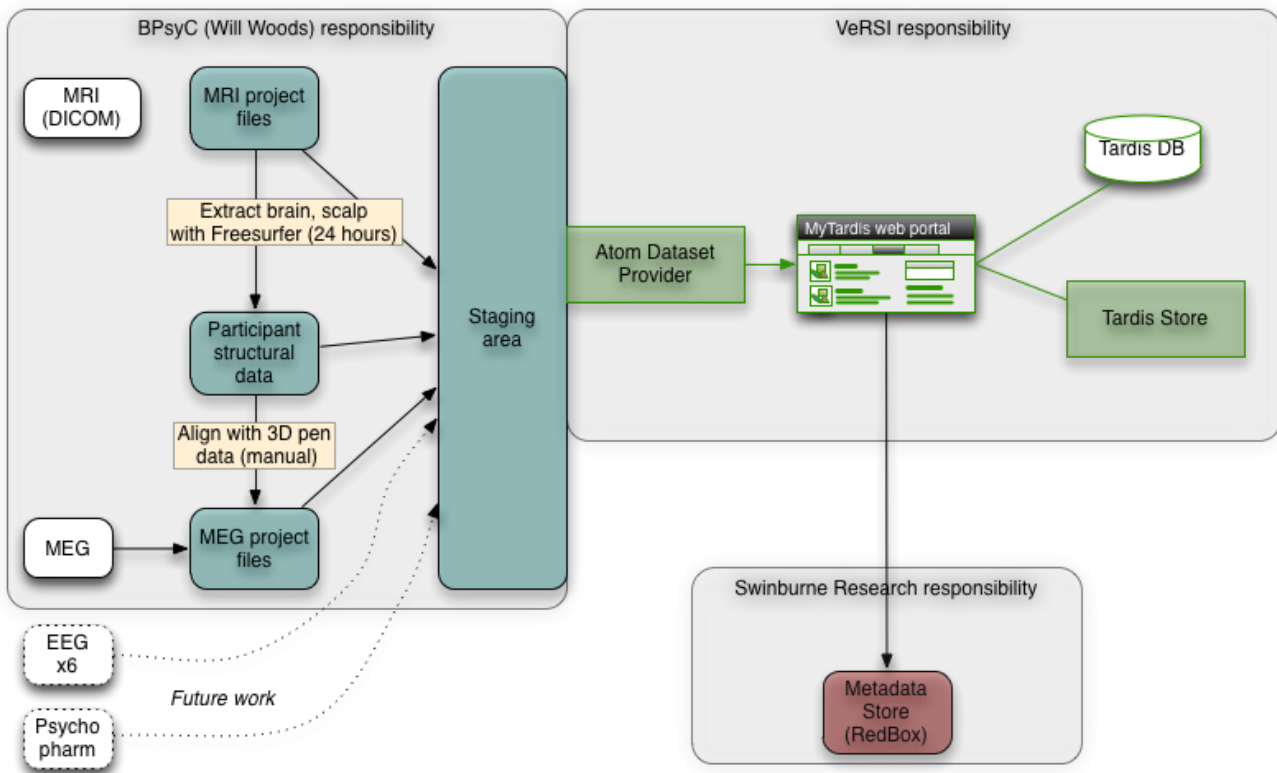 BPsyC (Will Woods) responsibility
MRI
(DICOM)
MRI project
files
Extract brain, scalp
with Freesurfer (24 hours)
Participant
structural
data
Align with 3D pen
data (manual)
MEG
MEG project
files
Staging
area
EEG
x6
Future work
Psycho
pharm
VeRSI responsibility
Atom Dataset
Provider
MyTardis web portal
Tardis DB
Tardis Store
Swinburne Research responsibility
Metadata
Store
(RedBox)